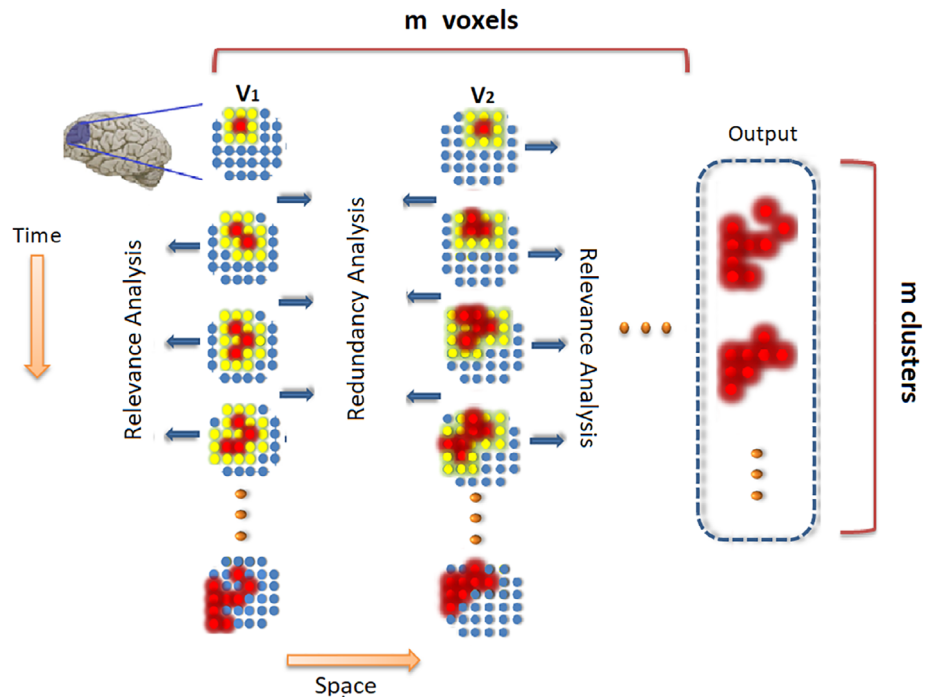 m voxels
V1
V2
Output
Time
Relevance Analysis
Redundancy Analysis
Relevance Analysis
m clusters
Space